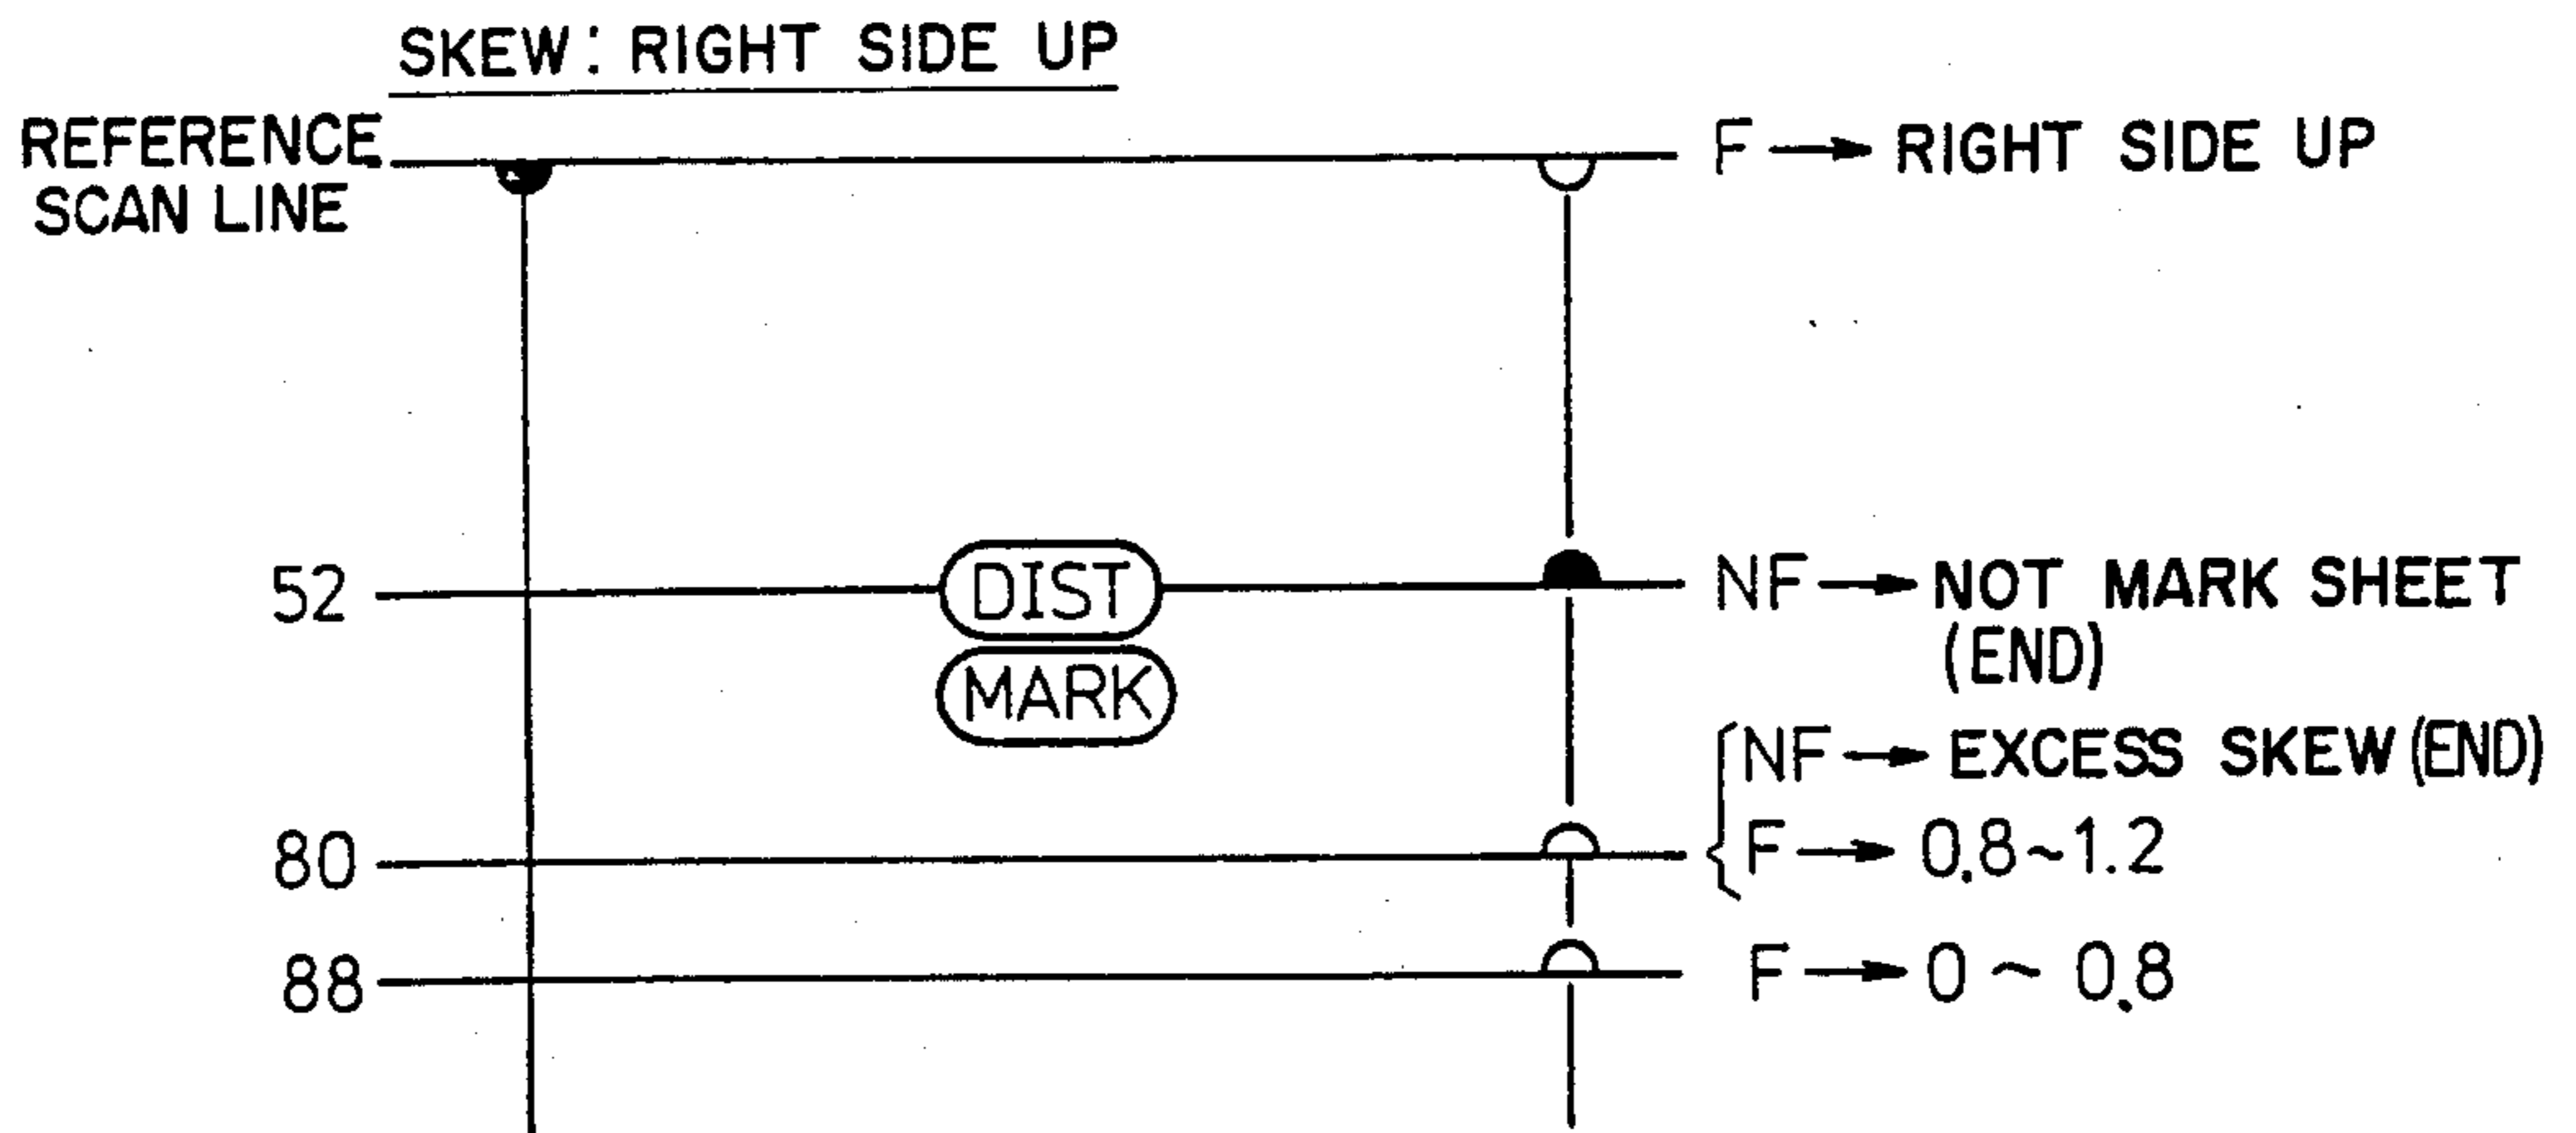 SKEW: RIGHT SIDE UP
REFERENCE
SCAN LINE
F → RIGHT SIDE UP
52
DIST
MARK
NF → NOT MARK SHEET
(END)
NF → EXCESS SKEW (END)
80
F → 0.8~1.2
88
F → 0 ~ 0.8